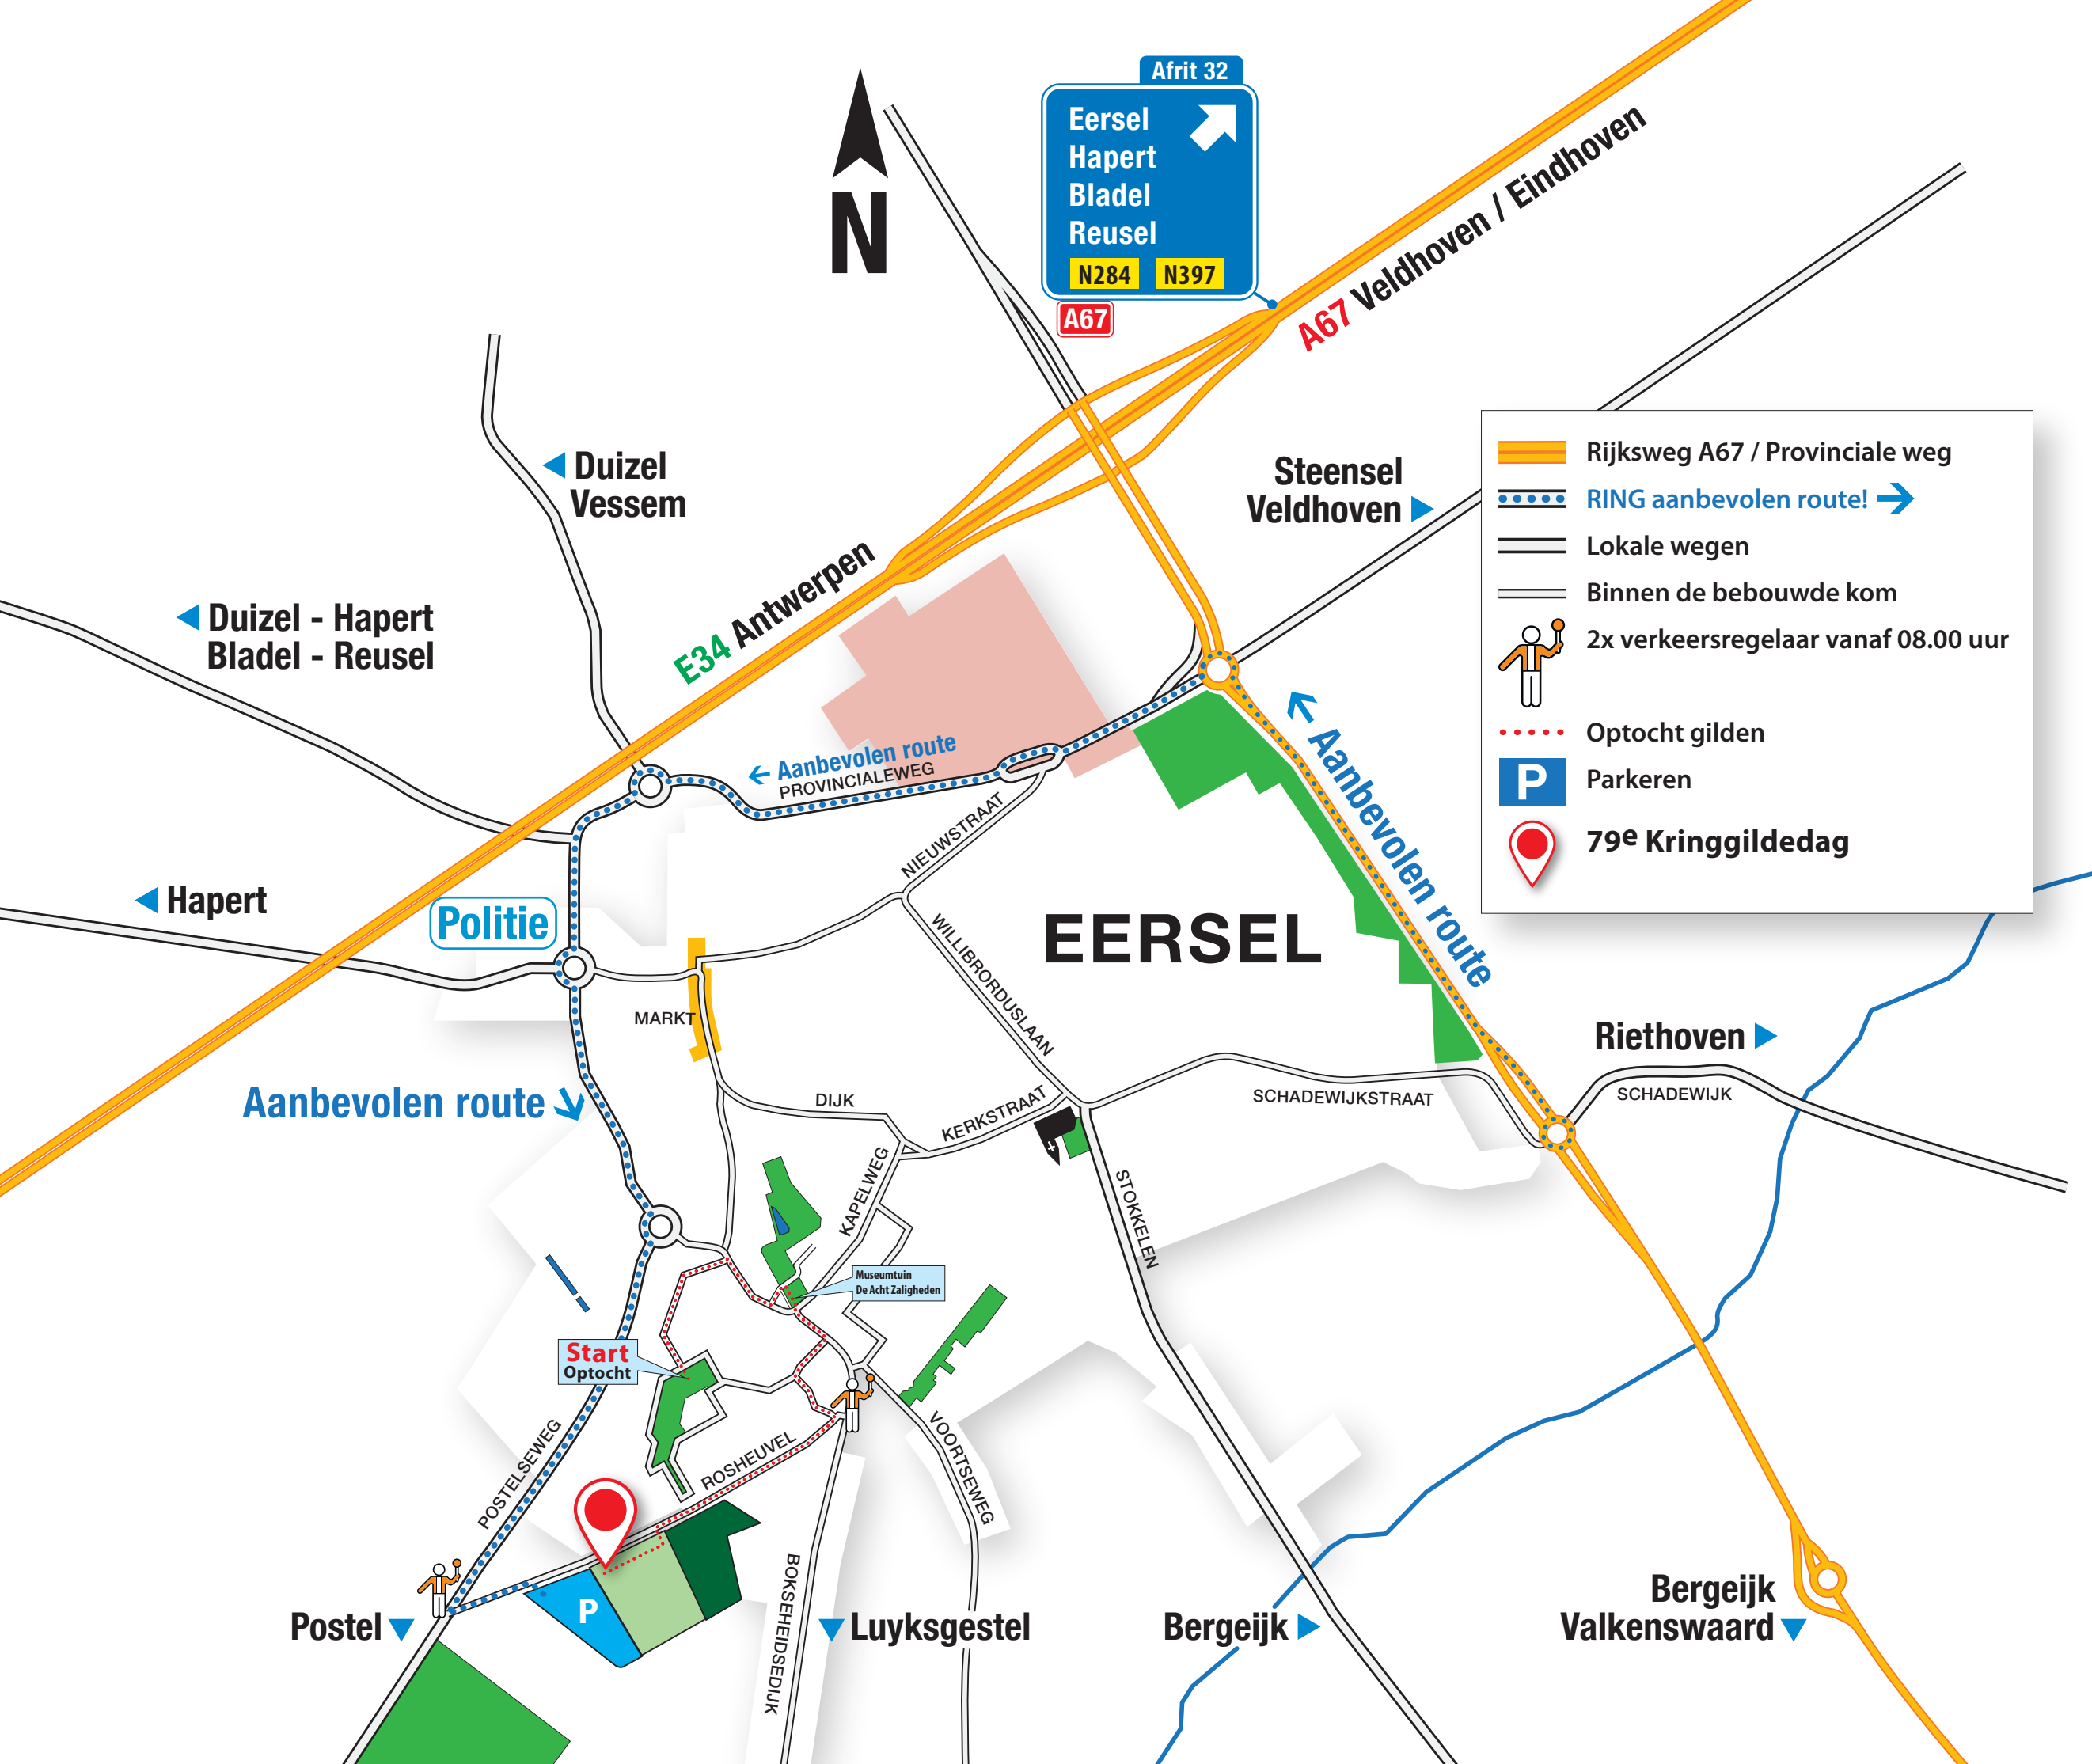 Afrit 32
Eersel
Hapert
Bladel
Reusel
N284 N397
A67
N
A67 Veldhoven / Eindhoven
Duizel
Vessem
Steensel
Veldhoven
Rijksweg A67 / Provinciale weg
RING aanbevolen route!
Lokale wegen
Binnen de bebouwde kom
2x verkeersregelaar vanaf 08.00 uur
Optocht gilden
P Parkeren
79e Kringgildedag
E34 Antwerpen
Duizel - Hapert
Bladel - Reusel
Aanbevolen route
PROVINCIALEWEG
Aanbevolen route
NIEUWSTRAAT
Hapert
Politie
EERSEL
WILLIBRORDUSLAAN
MARKT
Riethoven
SCHADEWIJK
Aanbevolen route
DIJK
KERKSTRAAT
SCHADEWIJKSTRAAT
KAPELWEG
STOKKELEN
Museumtuin
De Acht Zaligheden
Start
Optocht
POSTELSEWEG
ROSHEUVEL
VOORTSEWEG
BOKSEHEIDSEDIJK
P
Postel
Luyksgestel
Bergeijk
Bergeijk
Valkenswaard